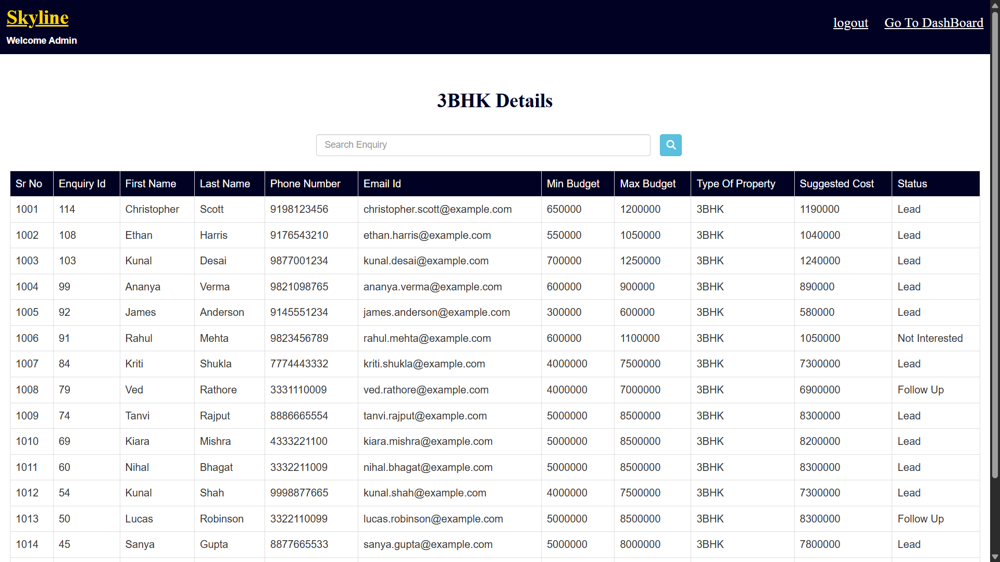 Skyline
Welcome Admin
logout Go To DashBoard
3BHK Details
Search Enquiry
Sr No Enquiry Id First Name Last Name Phone Number Email Id Min Budget Max Budget Type Of Property Suggested Cost Status
1001 114 Christopher Scott 9198123456 christopher.scott@example.com 650000 1200000 3BHK 1190000 Lead
1002 108 Ethan Harris 9176543210 ethan.harris@example.com 550000 1050000 3BHK 1040000 Lead
1003 103 Kunal Desai 9877001234 kunal.desai@example.com 700000 1250000 3BHK 1240000 Lead
1004 99 Ananya Verma 9821098765 ananya.verma@example.com 600000 900000 3BHK 890000 Lead
1005 92 James Anderson 9145551234 james.anderson@example.com 300000 600000 3BHK 580000 Lead
1006 91 Rahul Mehta 9823456789 rahul.mehta@example.com 600000 1100000 3BHK 1050000 Not Interested
1007 84 Kriti Shukla 7774443332 kriti.shukla@example.com 4000000 7500000 3BHK 7300000 Lead
1008 79 Ved Rathore 3331110009 ved.rathore@example.com 4000000 7000000 3BHK 6900000 Follow Up
1009 74 Tanvi Rajput 8886665554 tanvi.rajput@example.com 5000000 8500000 3BHK 8300000 Lead
1010 69 Kiara Mishra 4333221100 kiara.mishra@example.com 5000000 8500000 3BHK 8200000 Lead
1011 60 Nihal Bhagat 3332211009 nihal.bhagat@example.com 5000000 8500000 3BHK 8300000 Lead
1012 54 Kunal Shah 9998877665 kunal.shah@example.com 4000000 7500000 3BHK 7300000 Lead
1013 50 Lucas Robinson 3322110099 lucas.robinson@example.com 5000000 8500000 3BHK 8300000 Follow Up
1014 45 Sanya Gupta 8877665533 sanya.gupta@example.com 5000000 8000000 3BHK 7800000 Lead